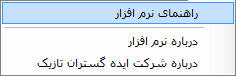 راهنمای نرم افزار
درباره نرم افزار
درباره شرکت ایده گستران تازیک